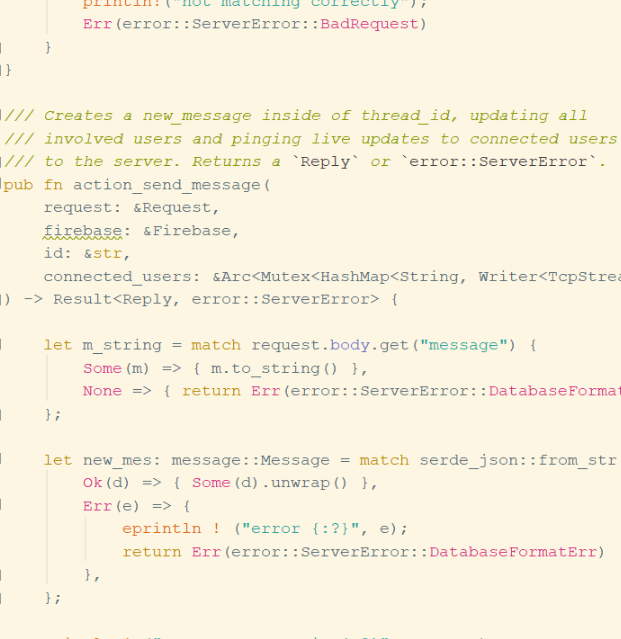 println!("not matching correctly");
Err(error::ServerError::BadRequest)
}
}
/// Creates a new_message inside of thread_id, updating all
/// involved users and pinging live updates to connected users
/// to the server. Returns a `Reply` or `error::ServerError`.
pub fn action_send_message(
request: &Request,
firebase: &Firebase,
id: &str,
connected_users: &Arc<Mutex<HashMap<String, Writer<TcpStrea
) -> Result<Reply, error::ServerError> {
let m_string = match request.body.get("message") {
Some(m) => { m.to_string() },
None => { return Err(error::ServerError::DatabaseFormat
};
let new_mes: message::Message = match serde_json::from_str
Ok(d) => { Some(d).unwrap() },
Err(e) => {
eprintln ! ("error {:?}", e);
return Err(error::ServerError::DatabaseFormatErr)
},
};